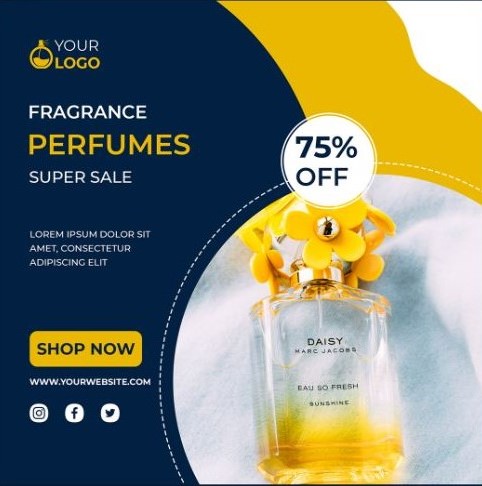 YOUR
LOGO
FRAGRANCE
PERFUMES
SUPER SALE
75%
OFF
LOREM IPSUM DOLOR SIT
AMET, CONSECTETUR
ADIPISCING ELIT
DAISY
MARC JACOBS
EAU SO FRESH
SUNSHINE
SHOP NOW
WWW.YOURWEBSITE.COM